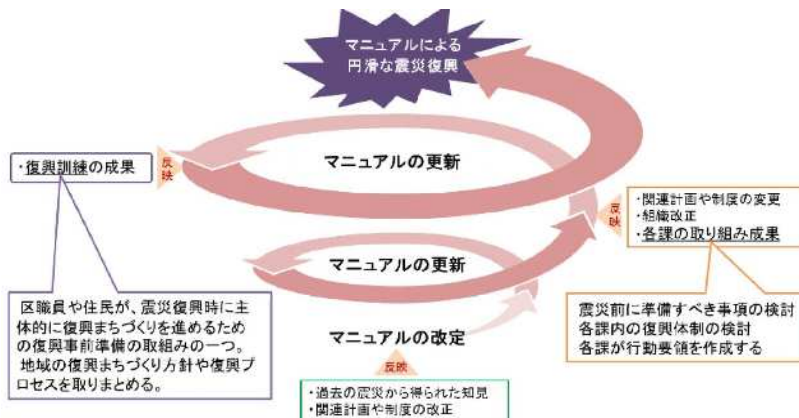 マニュアルによる
円滑な震災復興
マニュアルの更新
・復興訓練の成果
反映
反映
・関連計画や制度の変更
・組織改正
・各課の取り組み成果
マニュアルの更新
区職員や住民が、震災復興時に主
体的に復興まちづくりを進めるため
の復興事前準備の取組みの一つ。
地域の復興まちづくり方針や復興プ
ロセスを取りまとめる。
震災前に準備すべき事項の検討
各課内の復興体制の検討
各課が行動要領を作成する
マニュアルの改定
反映
・過去の震災から得られた知見
・関連計画や制度の改正